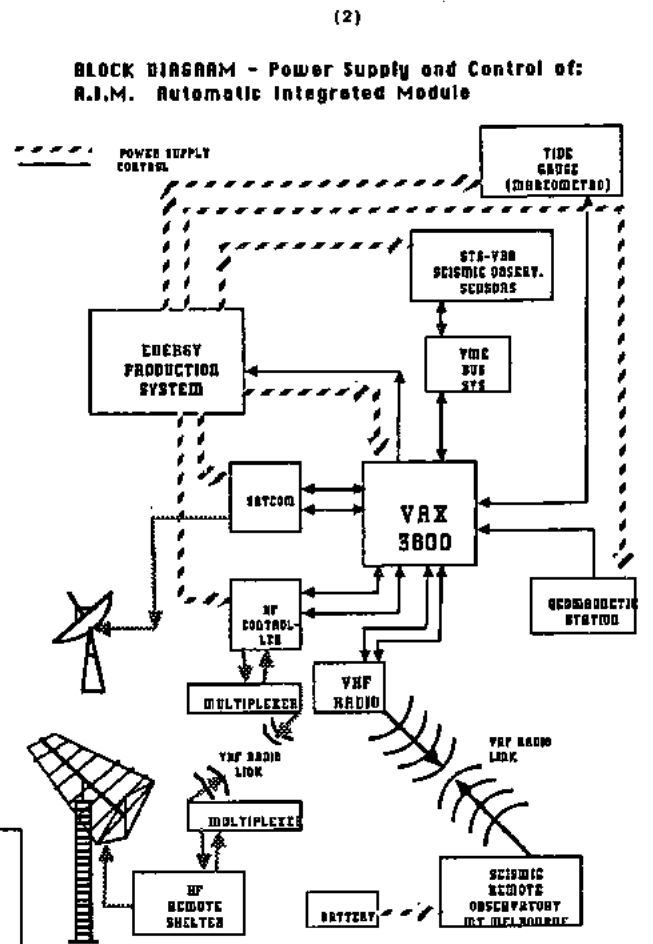 (2)
BLOCK DIAGRAM - Power Supply and Control of:
A.I.M. Automatic Integrated Module
POWER SUPPLY
CONTROL
TIDE
GAUGE
(MAREOMETRO)
STS-VBB
SEISMIC OBSERV.
SENSORS
ENERGY
PRODUCTION
SYSTEM
VME
BUS
SYS
SATCOM
VAX
3800
HF
CONTROL-
LER
GEOMAGNETIC
STATION
MULTIPLEXER
VHF
RADIO
VHF RADIO
LINK
VHF RADIO
LINK
MULTIPLEXER
HF
REMOTE
SHELTER
BATTERY
SEISMIC
REMOTE
OBSERVATORY
MT MELBOURNE